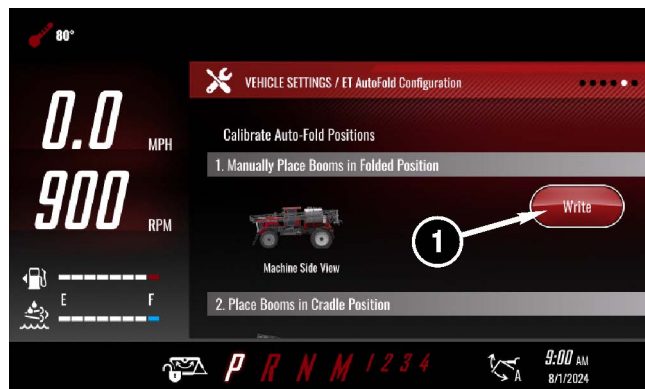 80°
VEHICLE SETTINGS / ET AutoFold Configuration
0.0 MPH
Calibrate Auto-Fold Positions
1. Manually Place Booms in Folded Position
900 RPM
Write
1
Machine Side View
E F
2. Place Booms in Cradle Position
P R N M 1 2 3 4
A
9:00 AM
8/1/2024